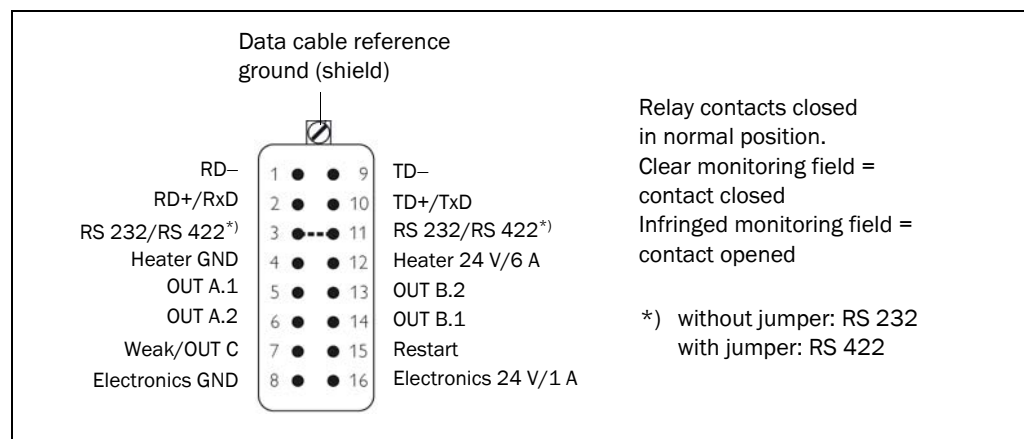 Data cable reference
ground (shield)
RD–
1
9
TD–
RD+/RxD
2
10
TD+/TxD
RS 232/RS 422*)
3
11
RS 232/RS 422*)
Heater GND
4
12
Heater 24 V/6 A
OUT A.1
5
13
OUT B.2
OUT A.2
6
14
OUT B.1
Weak/OUT C
7
15
Restart
Electronics GND
8
16
Electronics 24 V/1 A
Relay contacts closed
in normal position.
Clear monitoring field =
contact closed
Infringed monitoring field =
contact opened
*) without jumper: RS 232
with jumper: RS 422